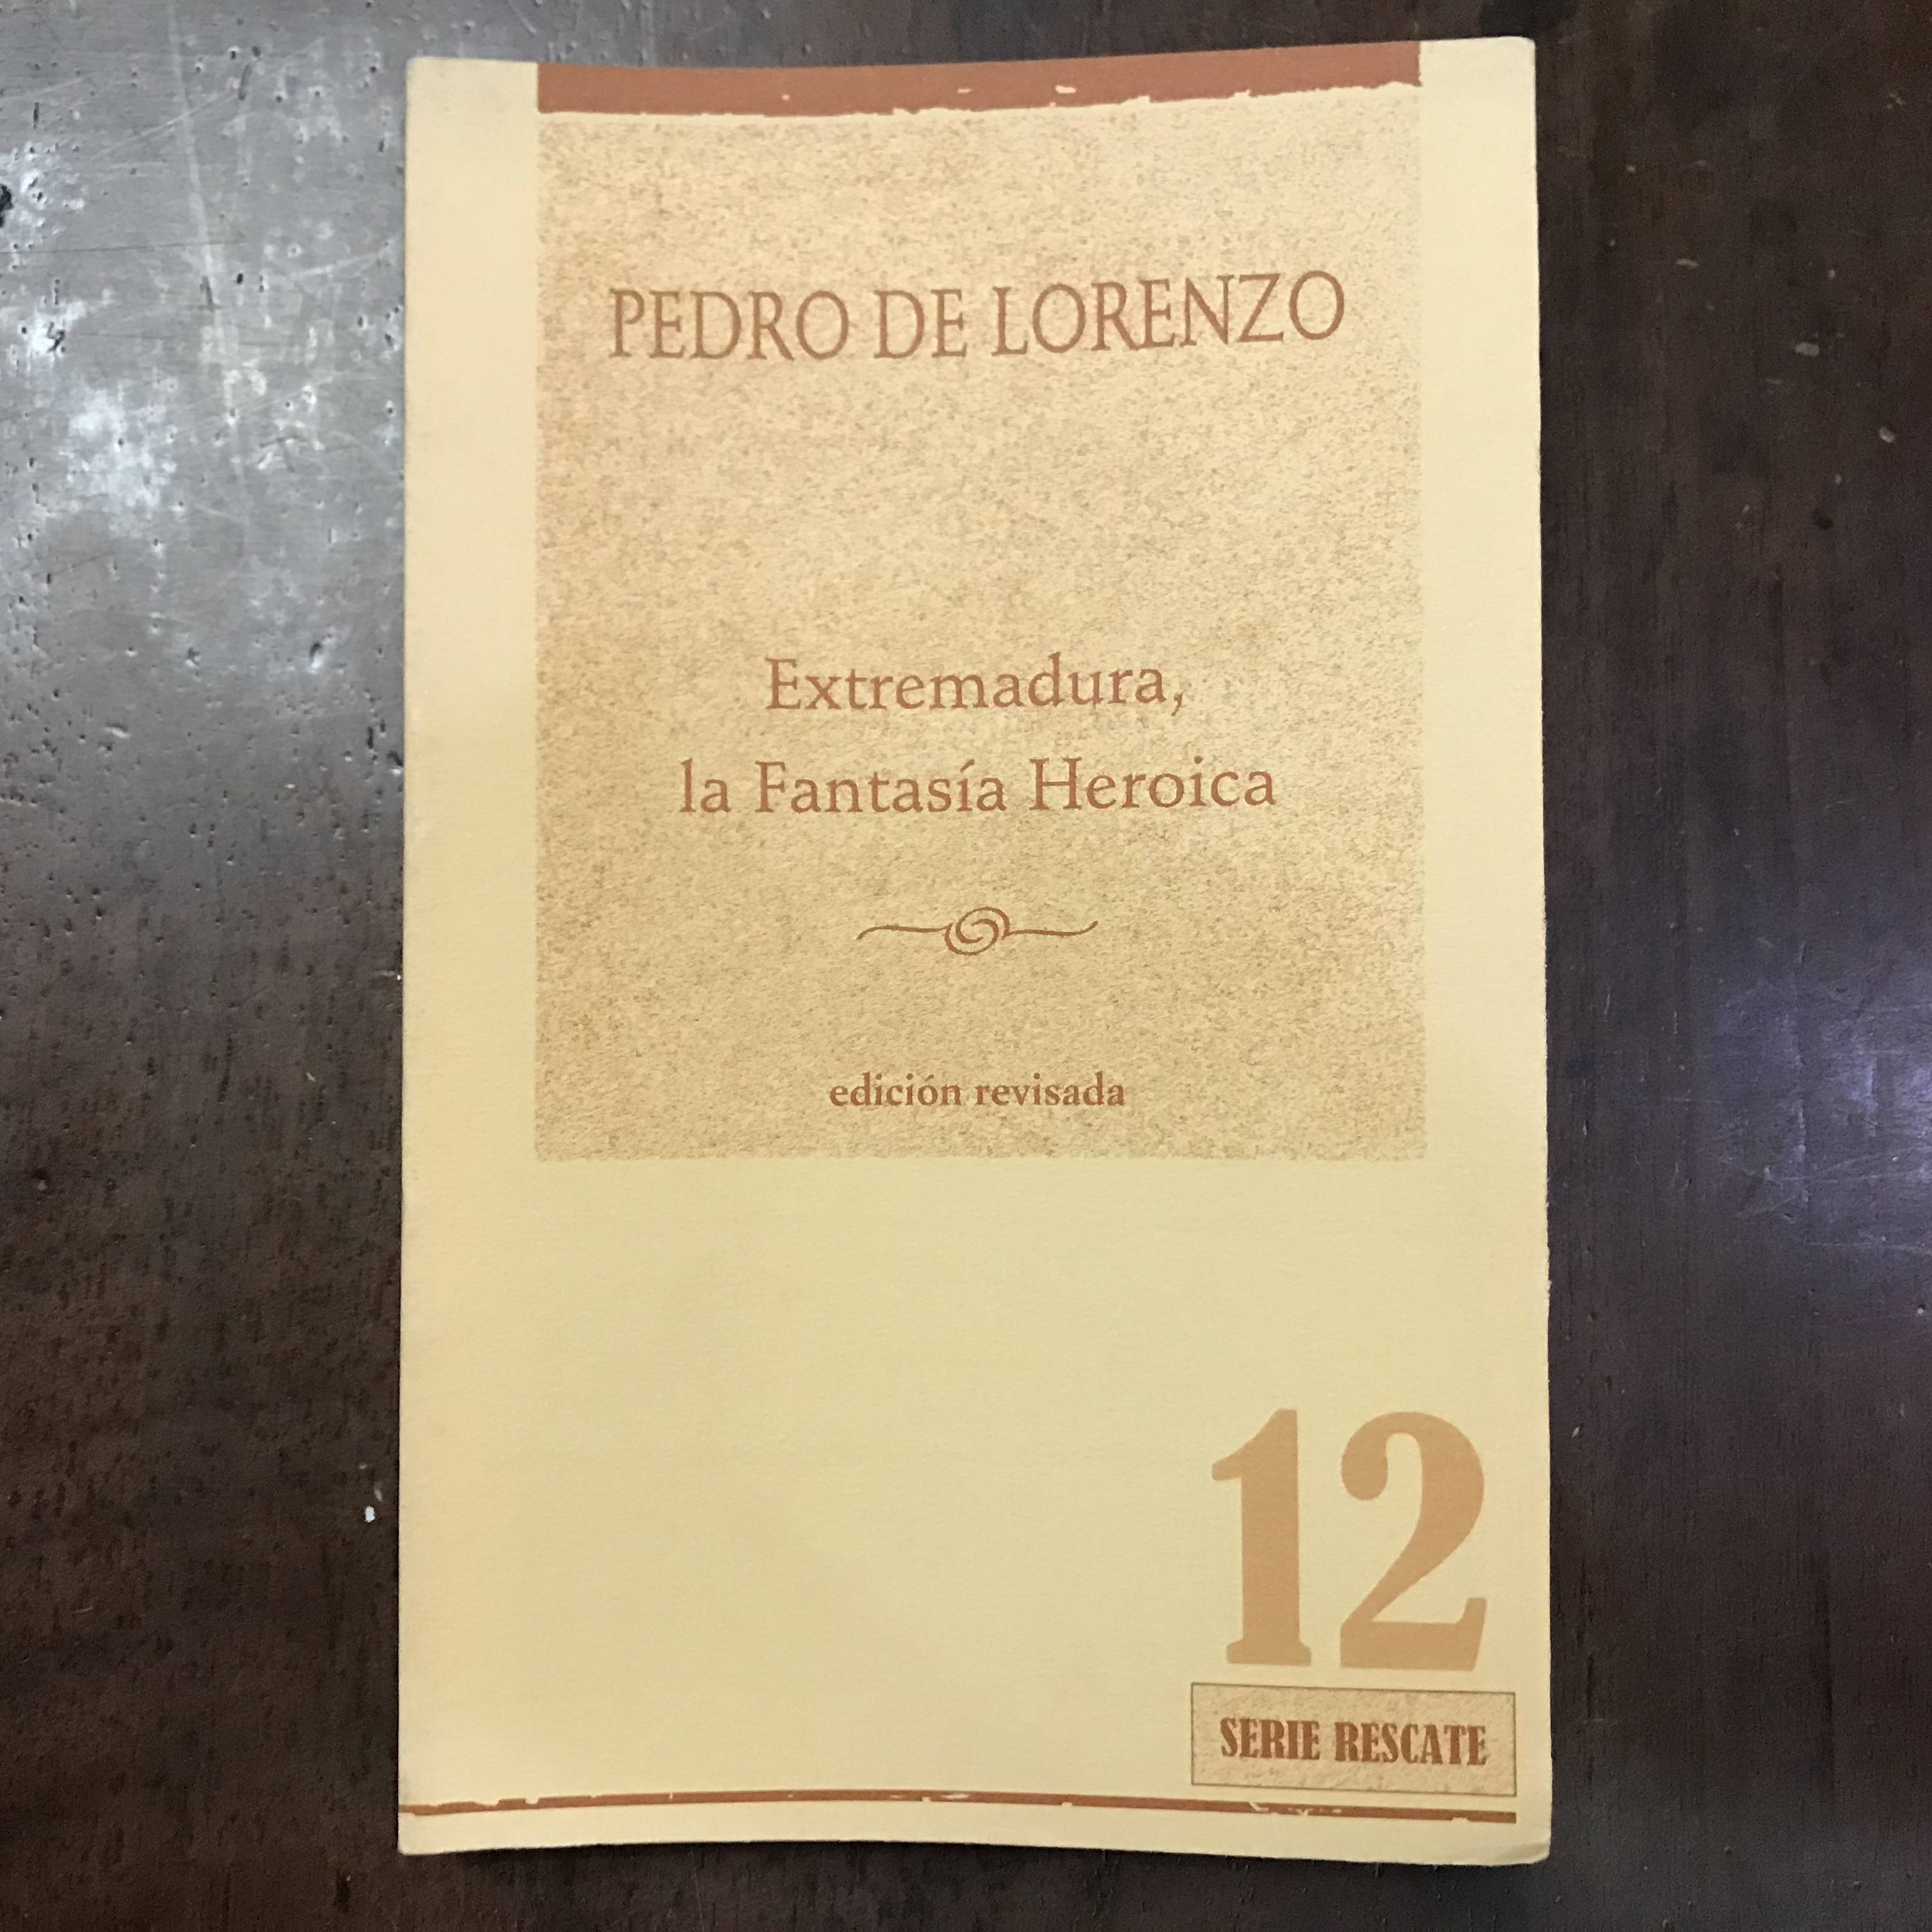 PEDRO DE LORENZO
Extremadura,
la Fantasía Heroica
edición revisada
12
SERIE RESCATE